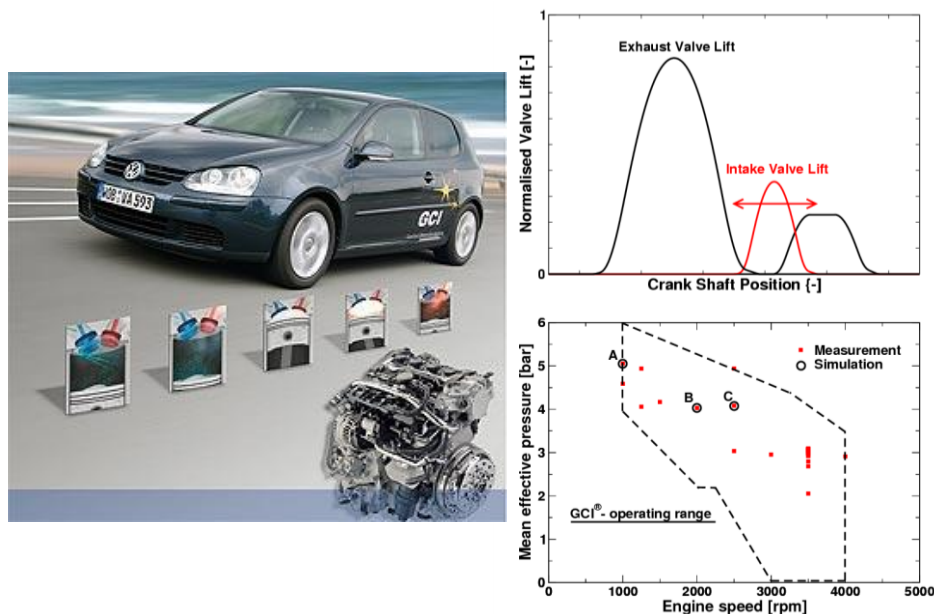 WOB:VA 593
GCI
1
Normalised Valve Lift [-]
Exhaust Valve Lift
Intake Valve Lift
0
Crank Shaft Position {-]
6
5
4
3
2
1
0
Mean effective pressure [bar]
A
B
C
Measurement
Simulation
GCI®- operating range
0
1000
2000
3000
4000
5000
Engine speed [rpm]